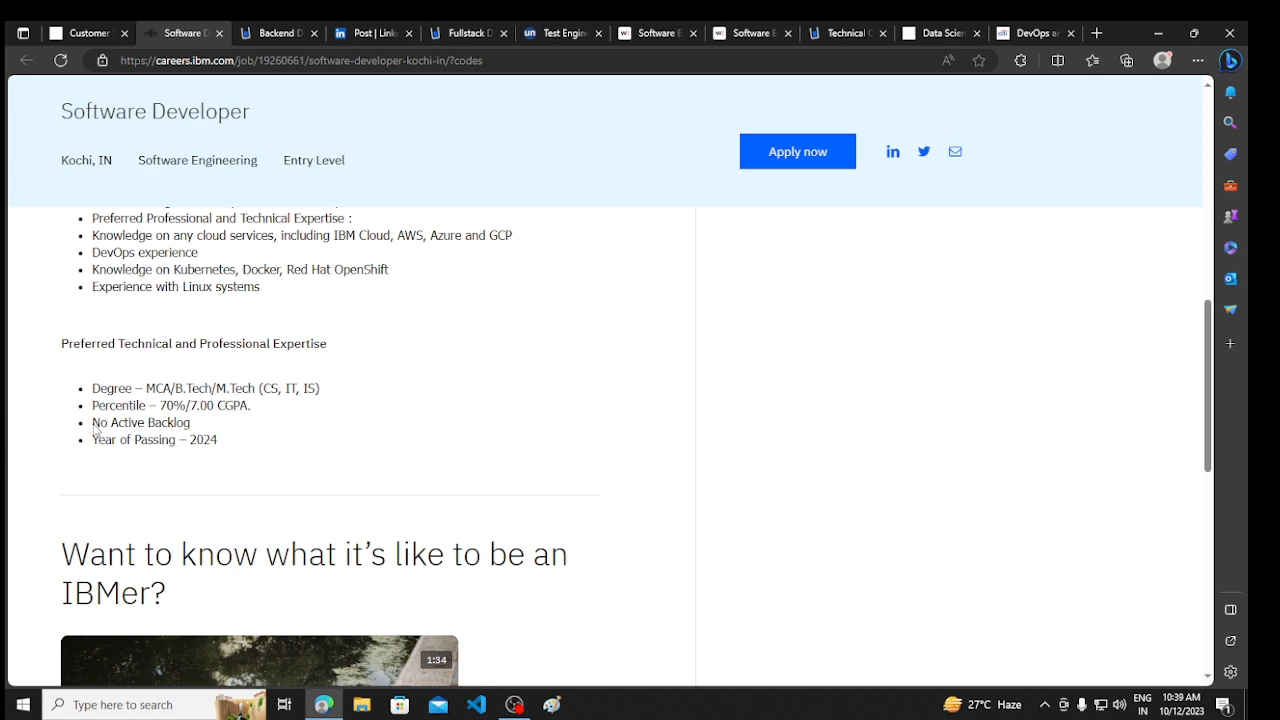 Customer
Software D
Backend D
Post | Link
Fullstack D
Test Engin
Software E
Software E
Technical C
Data Scien
DevOps ar
https://careers.ibm.com/job/19260661/software-developer-kochi-in/?codes
Software Developer
Kochi, IN Software Engineering Entry Level
Apply now
Preferred Professional and Technical Expertise :
Knowledge on any cloud services, including IBM Cloud, AWS, Azure and GCP
DevOps experience
Knowledge on Kubernetes, Docker, Red Hat OpenShift
Experience with Linux systems
Preferred Technical and Professional Expertise
Degree – MCA/B.Tech/M.Tech (CS, IT, IS)
Percentile – 70%/7.00 CGPA.
No Active Backlog
Year of Passing – 2024
Want to know what it's like to be an
IBMer?
1:34
Type here to search
27°C Haze
ENG
IN
10:39 AM
10/12/2023